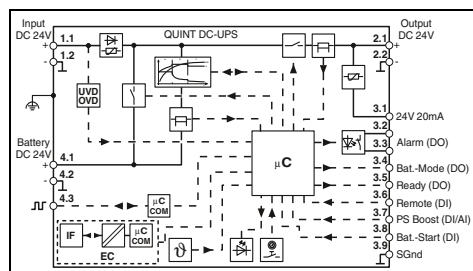 Input
DC 24V
QUINT DC-UPS
Output
DC 24V
1.1
+
1.2
-
2.1
+
2.2
-
UVD
OVD
3.1
24V 20mA
3.2
Alarm (DO)
3.3
Battery
DC 24V
4.1
+
µC
3.4
Bat.-Mode (DO)
3.5
Ready (DO)
4.2
-
4.3
µC
COM
3.6
Remote (DI)
3.7
PS Boost (DI/AI)
3.8
Bat.-Start (DI)
IF
µC
COM
EC
ϑ
3.9
SGnd